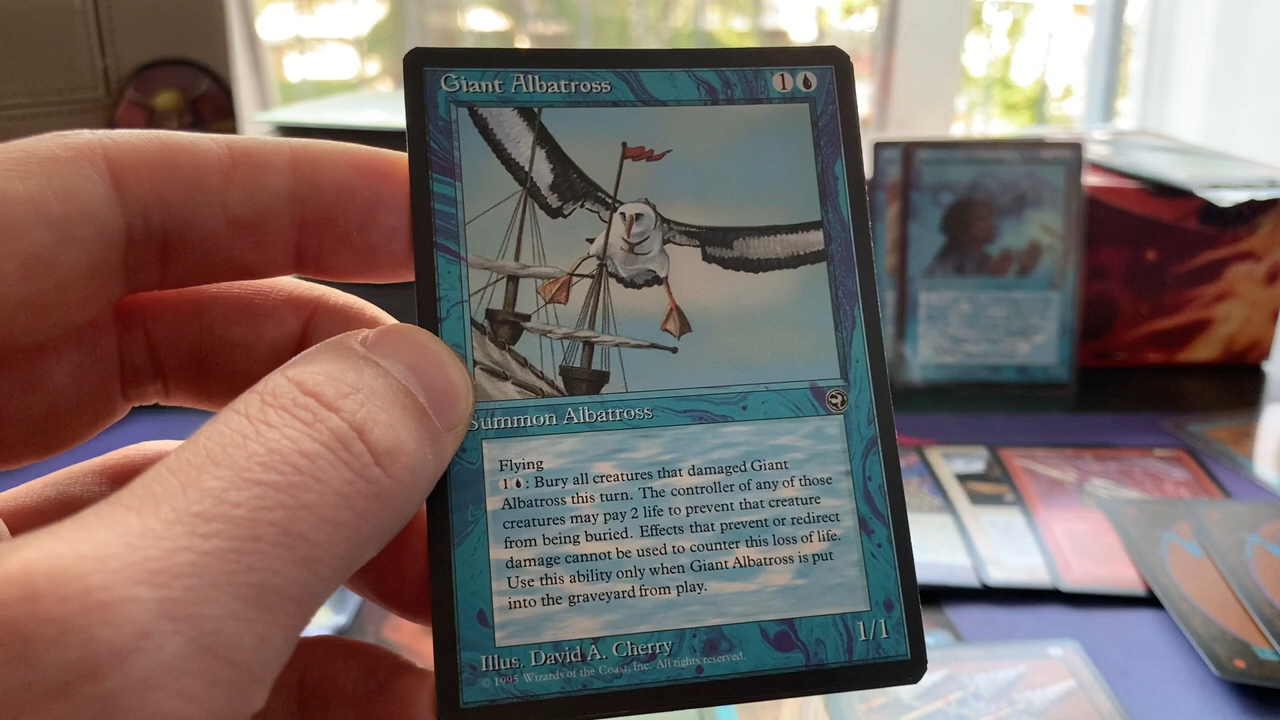 Giant Albatross 1
Summon Albatross
Flying
1 : Bury all creatures that damaged Giant
Albatross this turn. The controller of any of those
creatures may pay 2 life to prevent that creature
from being buried. Effects that prevent or redirect
damage cannot be used to counter this loss of life.
Use this ability only when Giant Albatross is put
into the graveyard from play.
1/1
Illus. David A. Cherry
© 1995 Wizards of the Coast, Inc. All rights reserved.